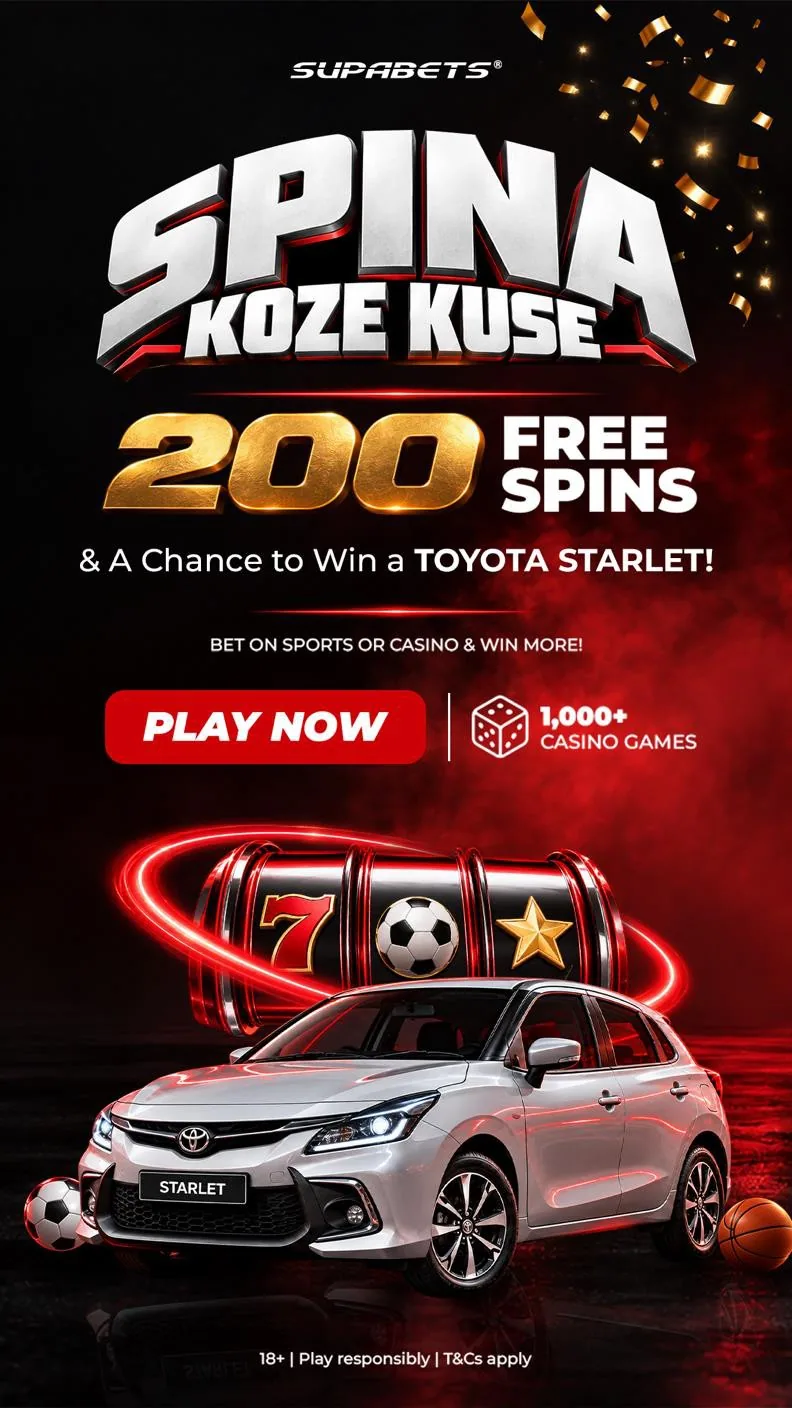 SUPABETS®
SPINA
KOZE KUSE
200 FREE SPINS
& A Chance to Win a TOYOTA STARLET!
BET ON SPORTS OR CASINO & WIN MORE!
PLAY NOW
1,000+
CASINO GAMES
7
STARLET
18+ | Play responsibly | T&Cs apply